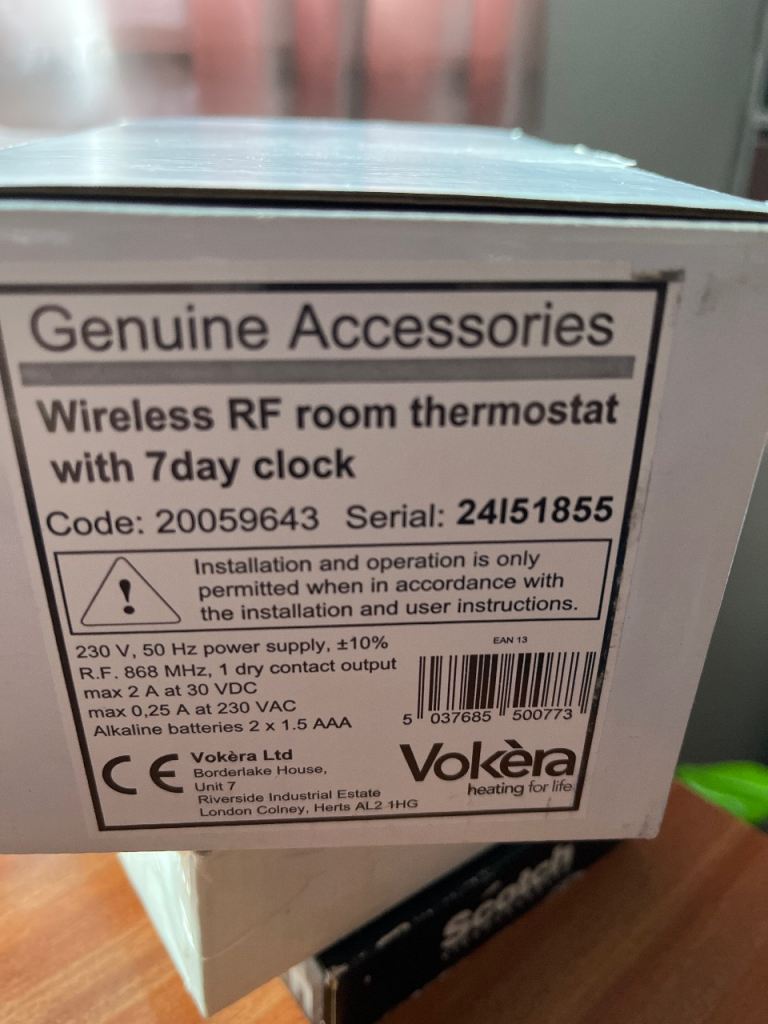 Genuine Accessories
Wireless RF room thermostat
with 7day clock
Code: 20059643 Serial: 24I51855
Installation and operation is only
permitted when in accordance with
the installation and user instructions.
230 V, 50 Hz power supply, ±10%
R.F. 868 MHz, 1 dry contact output
max 2 A at 30 VDC
max 0,25 A at 230 VAC
Alkaline batteries 2 x 1.5 AAA
EAN 13
5 037685 500773
CE
Vokèra Ltd
Borderlake House,
Unit 7
Riverside Industrial Estate
London Colney, Herts AL2 1HG
Vokèra
heating for life
Scotch